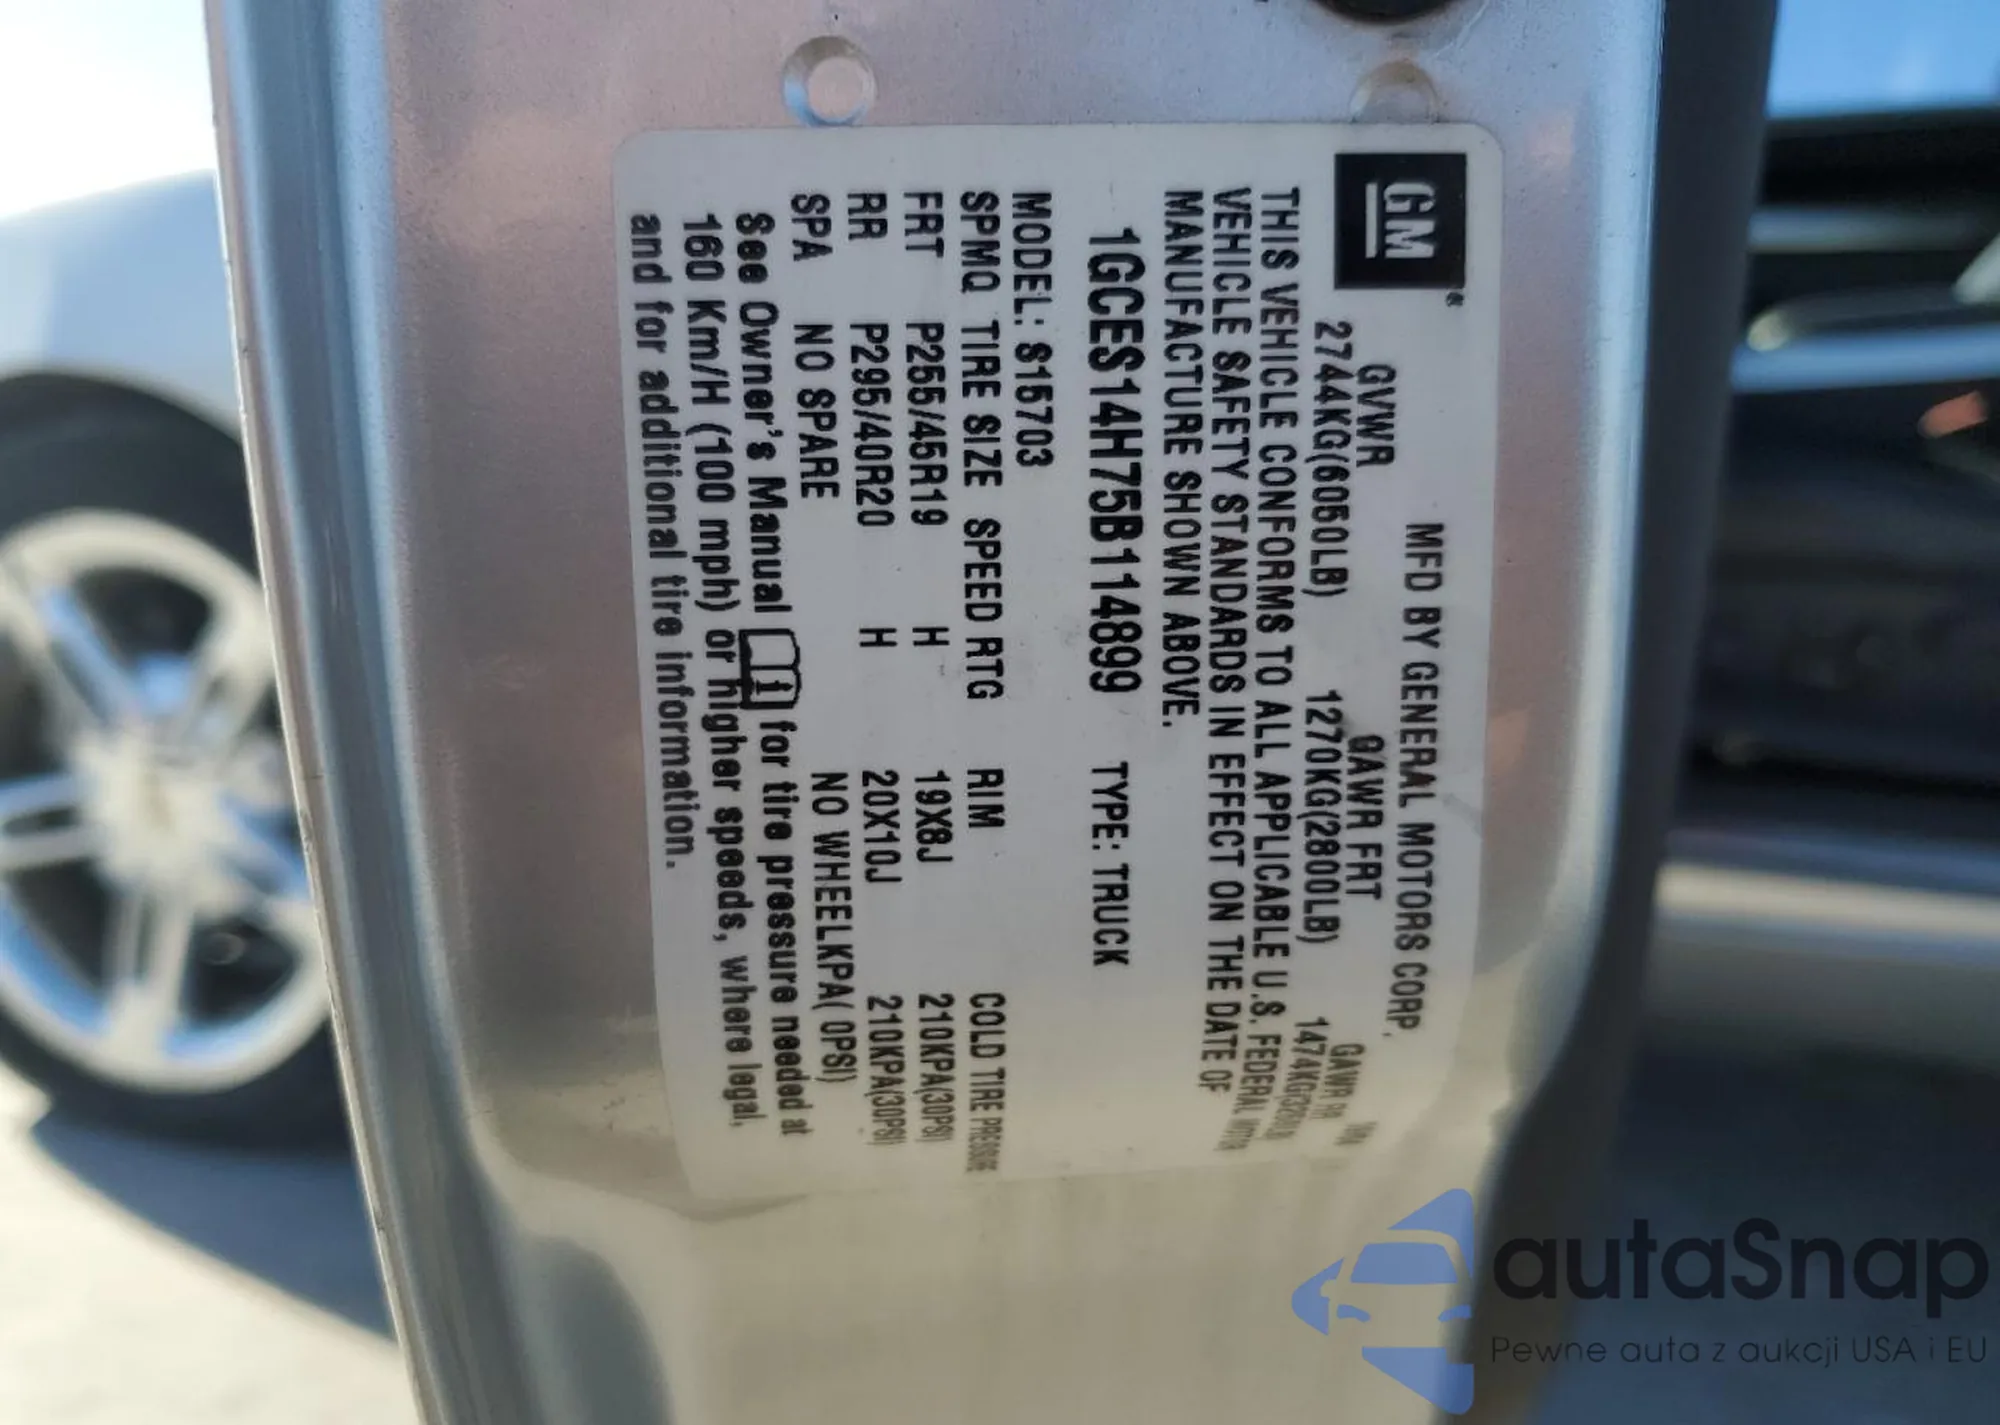 GM®
MFD BY GENERAL MOTORS CORP.
GVWR GAWR FRT GAWR RR
2744KG(6050LB) 1270KG(2800LB)
THIS VEHICLE CONFORMS TO ALL APPLICABLE U.S. FEDERAL
VEHICLE SAFETY STANDARDS IN EFFECT ON THE DATE OF
MANUFACTURE SHOWN ABOVE.
1GCES14H75B114899 TYPE: TRUCK
MODEL: S15703
SPMQ TIRE SIZE SPEED RTG RIM COLD TIRE PRESSURE
FRT P255/45R19 H 19X8J 210KPA(30PSI)
RR P295/40R20 H 20X10J 210KPA(30PSI)
SPA NO SPARE NO WHEELKPA( 0PSI)
See Owner's Manual for tire pressure needed at
160 Km/H (100 mph) or higher speeds, where legal,
and for additional tire information.
autaSnap
Pewne auta z aukcji USA i EU